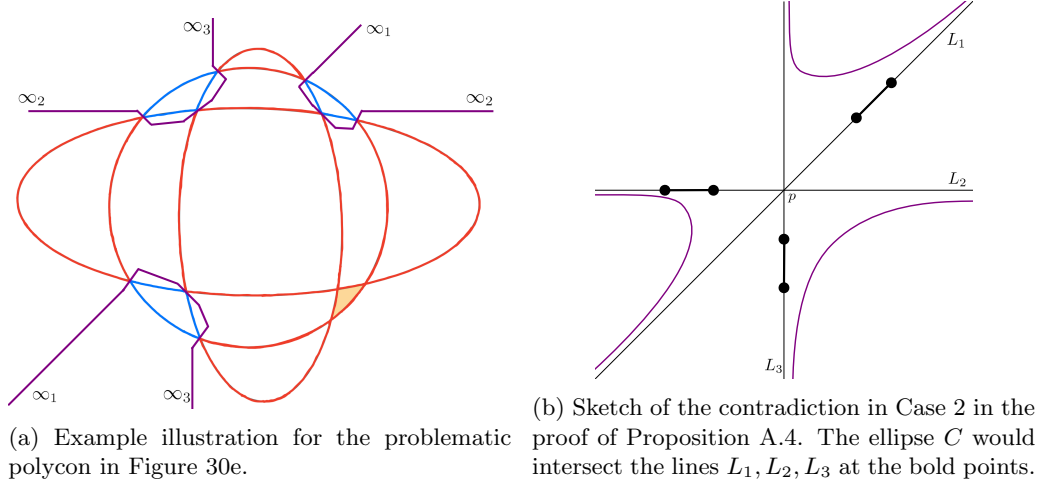 ∞₃
∞₁
∞₂
∞₂
∞₁
∞₃
(a) Example illustration for the problematic
polycon in Figure 30e.
L₁
L₂
p
L₃
(b) Sketch of the contradiction in Case 2 in the
proof of Proposition A.4. The ellipse C would
intersect the lines L₁, L₂, L₃ at the bold points.